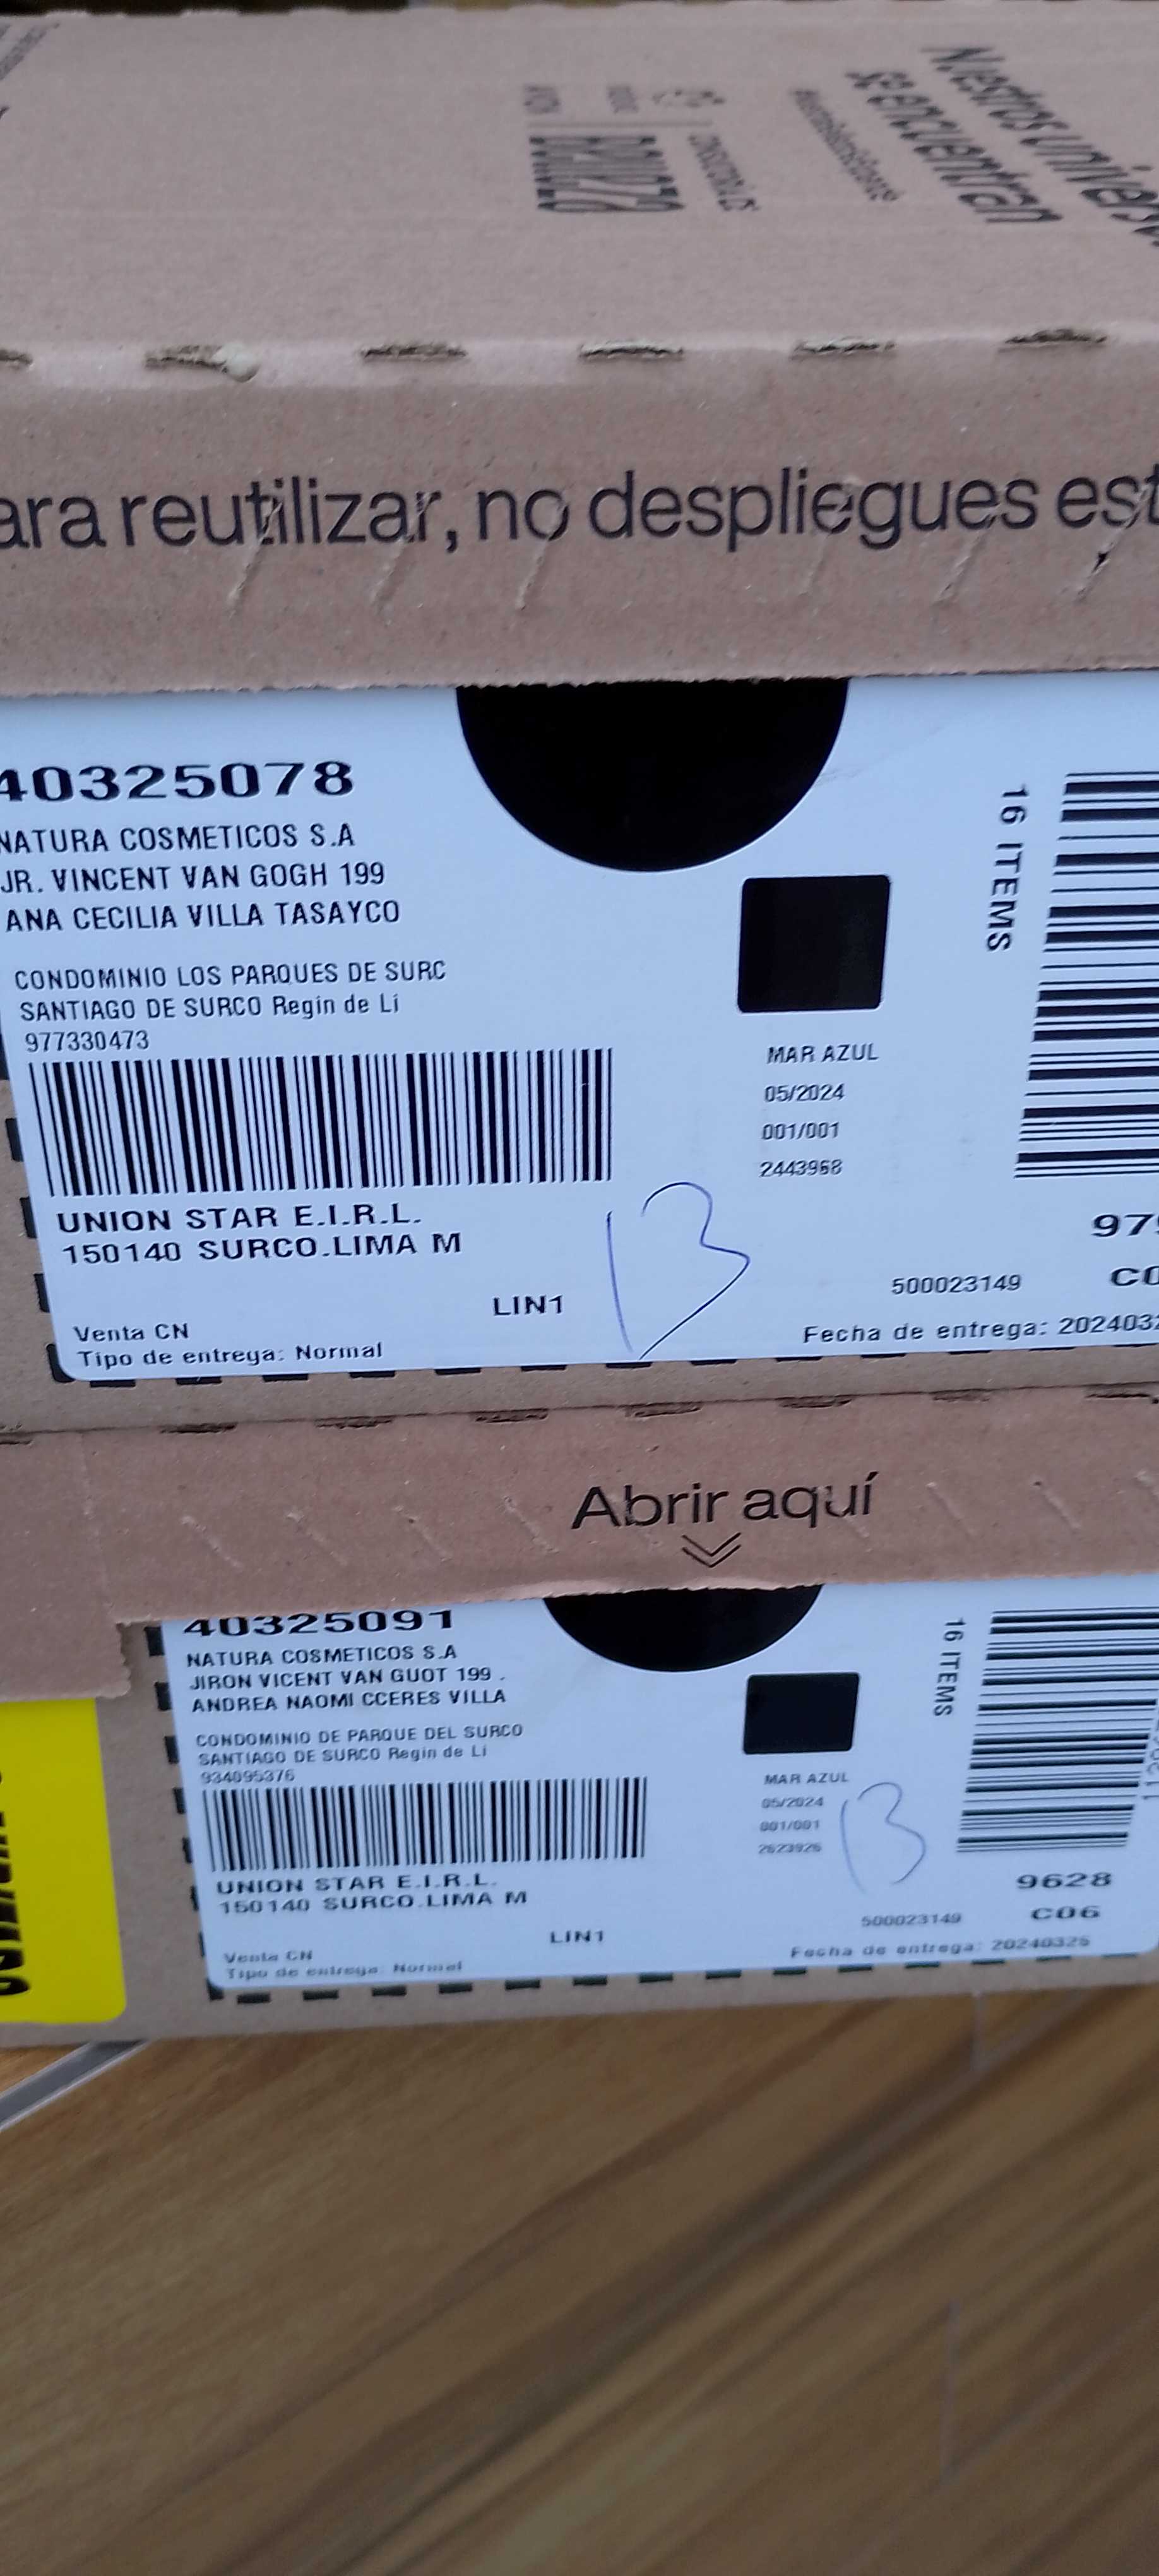 Nuestros univers
se encuentran
ara reutilizar, no despliegues est
40325078
NATURA COSMETICOS S.A
JR. VINCENT VAN GOGH 199
ANA CECILIA VILLA TASAYCO
CONDOMINIO LOS PARQUES DE SURC
SANTIAGO DE SURCO Regin de Li
977330473
16 ITEMS
MAR AZUL
05/2024
001/001
2443968
UNION STAR E.I.R.L.
150140 SURCO.LIMA M
13
LIN1
500023149
979
C0
Venta CN
Tipo de entrega: Normal
Fecha de entrega: 2024032
Abrir aquí
40325091
NATURA COSMETICOS S.A
JIRON VICENT VAN GUOT 199 .
ANDREA NAOMI CCERES VILLA
CONDOMINIO DE PARQUE DEL SURCO
SANTIAGO DE SURCO Regin de Li
934095376
16 ITEMS
MAR AZUL
05/2024
001/001
2623926
13
UNION STAR E.I.R.L.
150140 SURCO.LIMA M
LIN1
500023149
9628
C06
Venta CN
Tipo de entrega: Normal
Fecha de entrega: 20240325